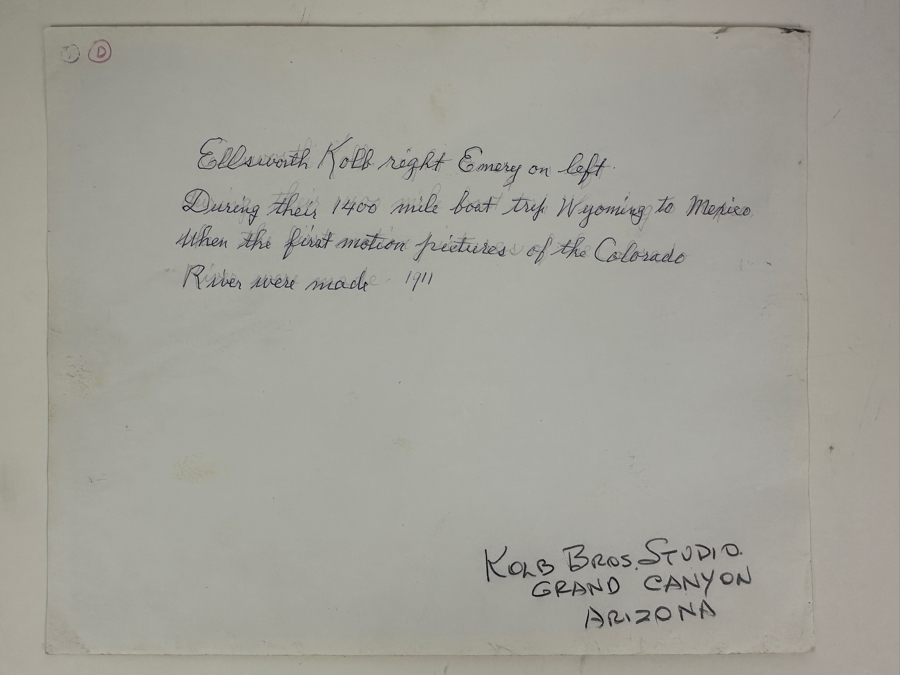 D
Ellsworth Kolb right Emery on left.
During their 1400 mile boat trip Wyoming to Mexico
When the first motion pictures of the Colorado
River were made 1911
KOLB BROS. STUDIO.
GRAND CANYON
ARIZONA